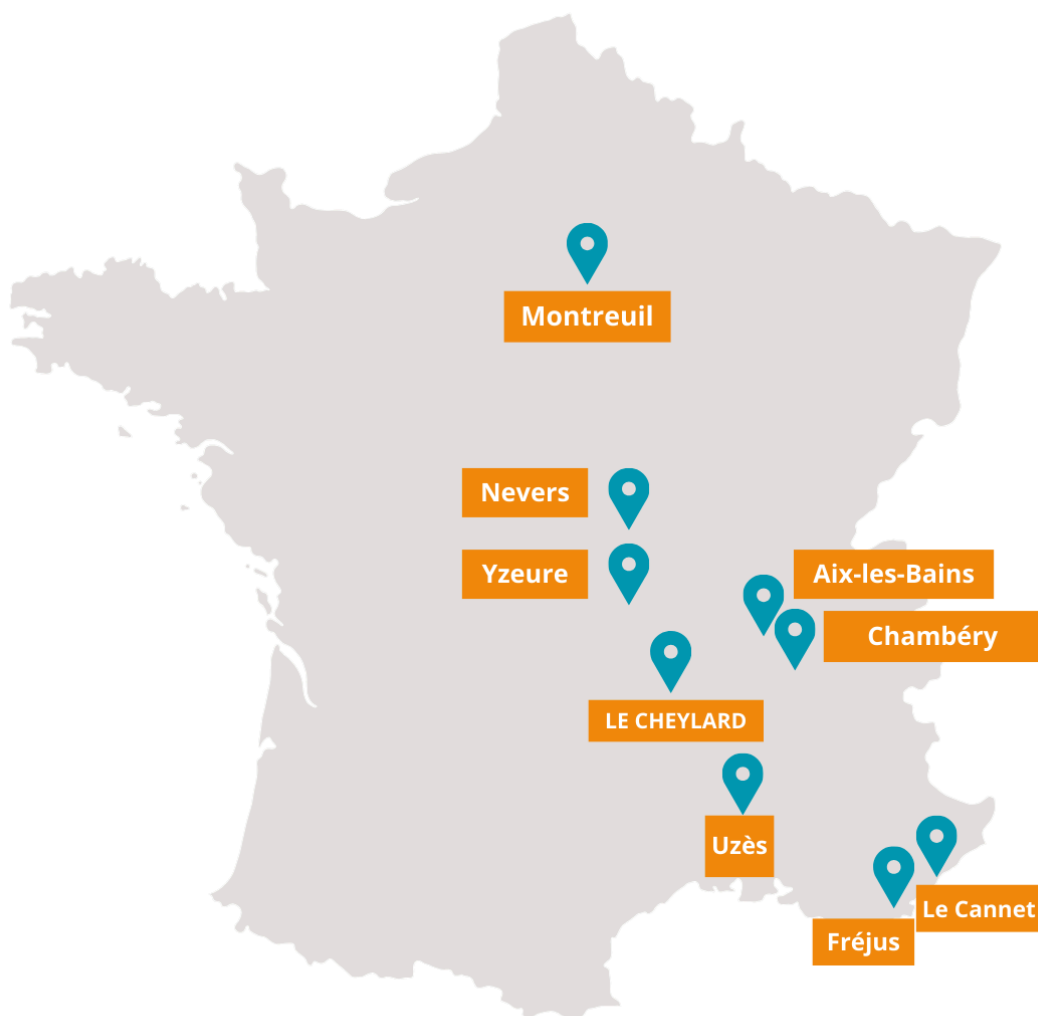 Montreuil
Nevers
Yzeure
Aix-les-Bains
Chambéry
LE CHEYLARD
Uzès
Le Cannet
Fréjus